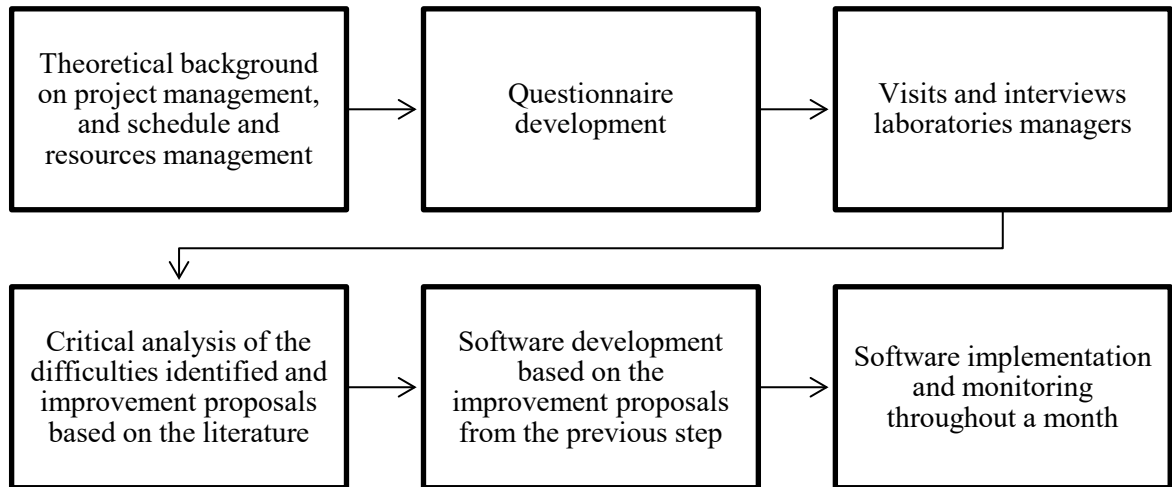 Theoretical background
on project management,
and schedule and
resources management
Questionnaire
development
Visits and interviews
laboratories managers
Critical analysis of the
difficulties identified and
improvement proposals
based on the literature
Software development
based on the
improvement proposals
from the previous step
Software implementation
and monitoring
throughout a month